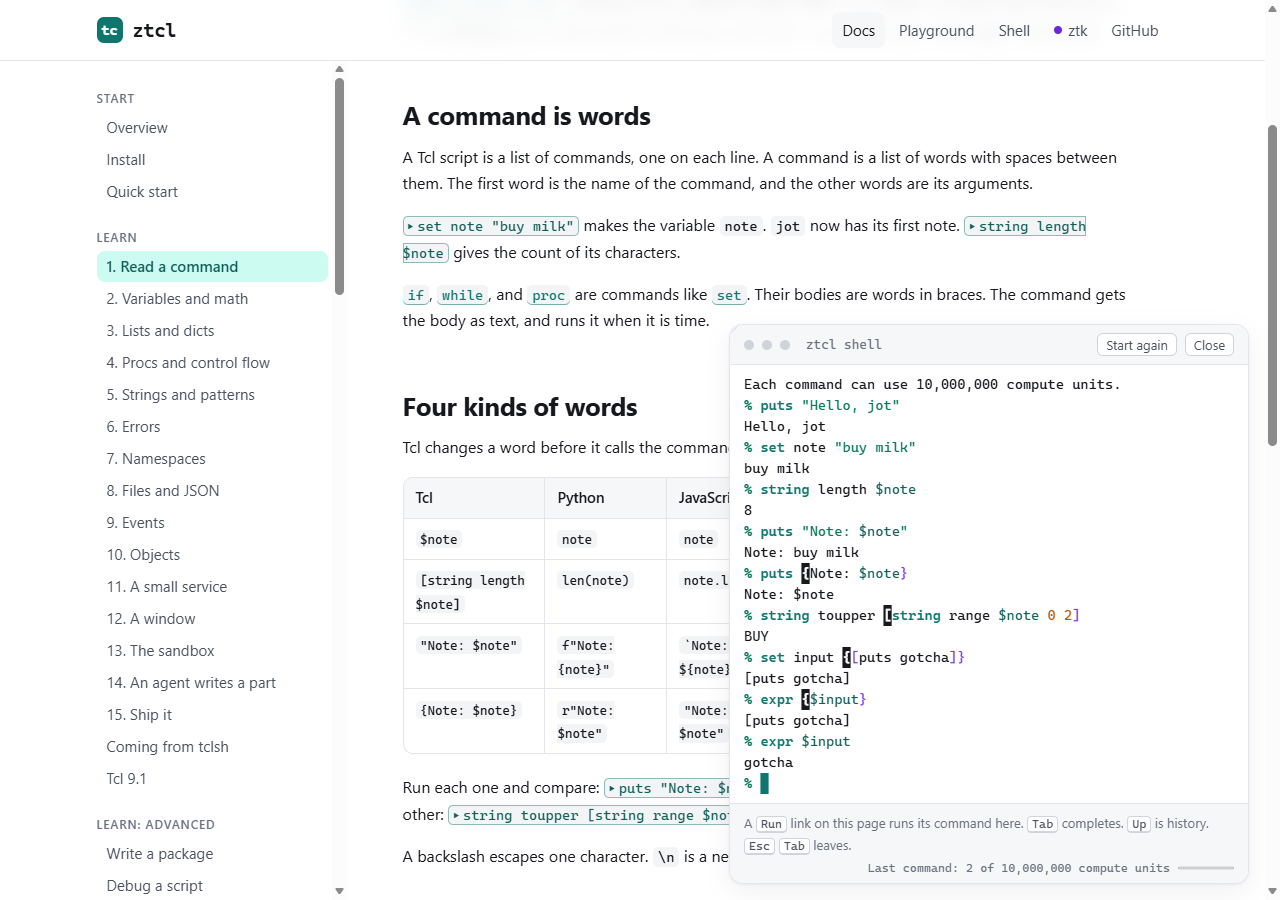 tc ztcl
Docs Playground Shell ztk GitHub
START
Overview
Install
Quick start
LEARN
1. Read a command
2. Variables and math
3. Lists and dicts
4. Procs and control flow
5. Strings and patterns
6. Errors
7. Namespaces
8. Files and JSON
9. Events
10. Objects
11. A small service
12. A window
13. The sandbox
14. An agent writes a part
15. Ship it
Coming from tclsh
Tcl 9.1
LEARN: ADVANCED
Write a package
Debug a script
A command is words
A Tcl script is a list of commands, one on each line. A command is a list of words with spaces between
them. The first word is the name of the command, and the other words are its arguments.
set note "buy milk" makes the variable note . jot now has its first note. string length
$note gives the count of its characters.
if, while, and proc are commands like set. Their bodies are words in braces. The command gets
the body as text, and runs it when it is time.
Four kinds of words
Tcl changes a word before it calls the comman
Tcl Python JavaScri
$note note note
[string length len(note) note.l
$note]
"Note: $note" f"Note: `Note:
{note}" ${note}
{Note: $note} r"Note: "Note:
$note" $note"
Run each one and compare: puts "Note: $n
other: string toupper [string range $not
A backslash escapes one character. \n is a ne
ztcl shell Start again Close
Each command can use 10,000,000 compute units.
% puts "Hello, jot"
Hello, jot
% set note "buy milk"
buy milk
% string length $note
8
% puts "Note: $note"
Note: buy milk
% puts {Note: $note}
Note: $note
% string toupper [string range $note 0 2]
BUY
% set input {[puts gotcha]}
[puts gotcha]
% expr {$input}
[puts gotcha]
% expr $input
gotcha
%
A Run link on this page runs its command here. Tab completes. Up is history.
Esc Tab leaves.
Last command: 2 of 10,000,000 compute units